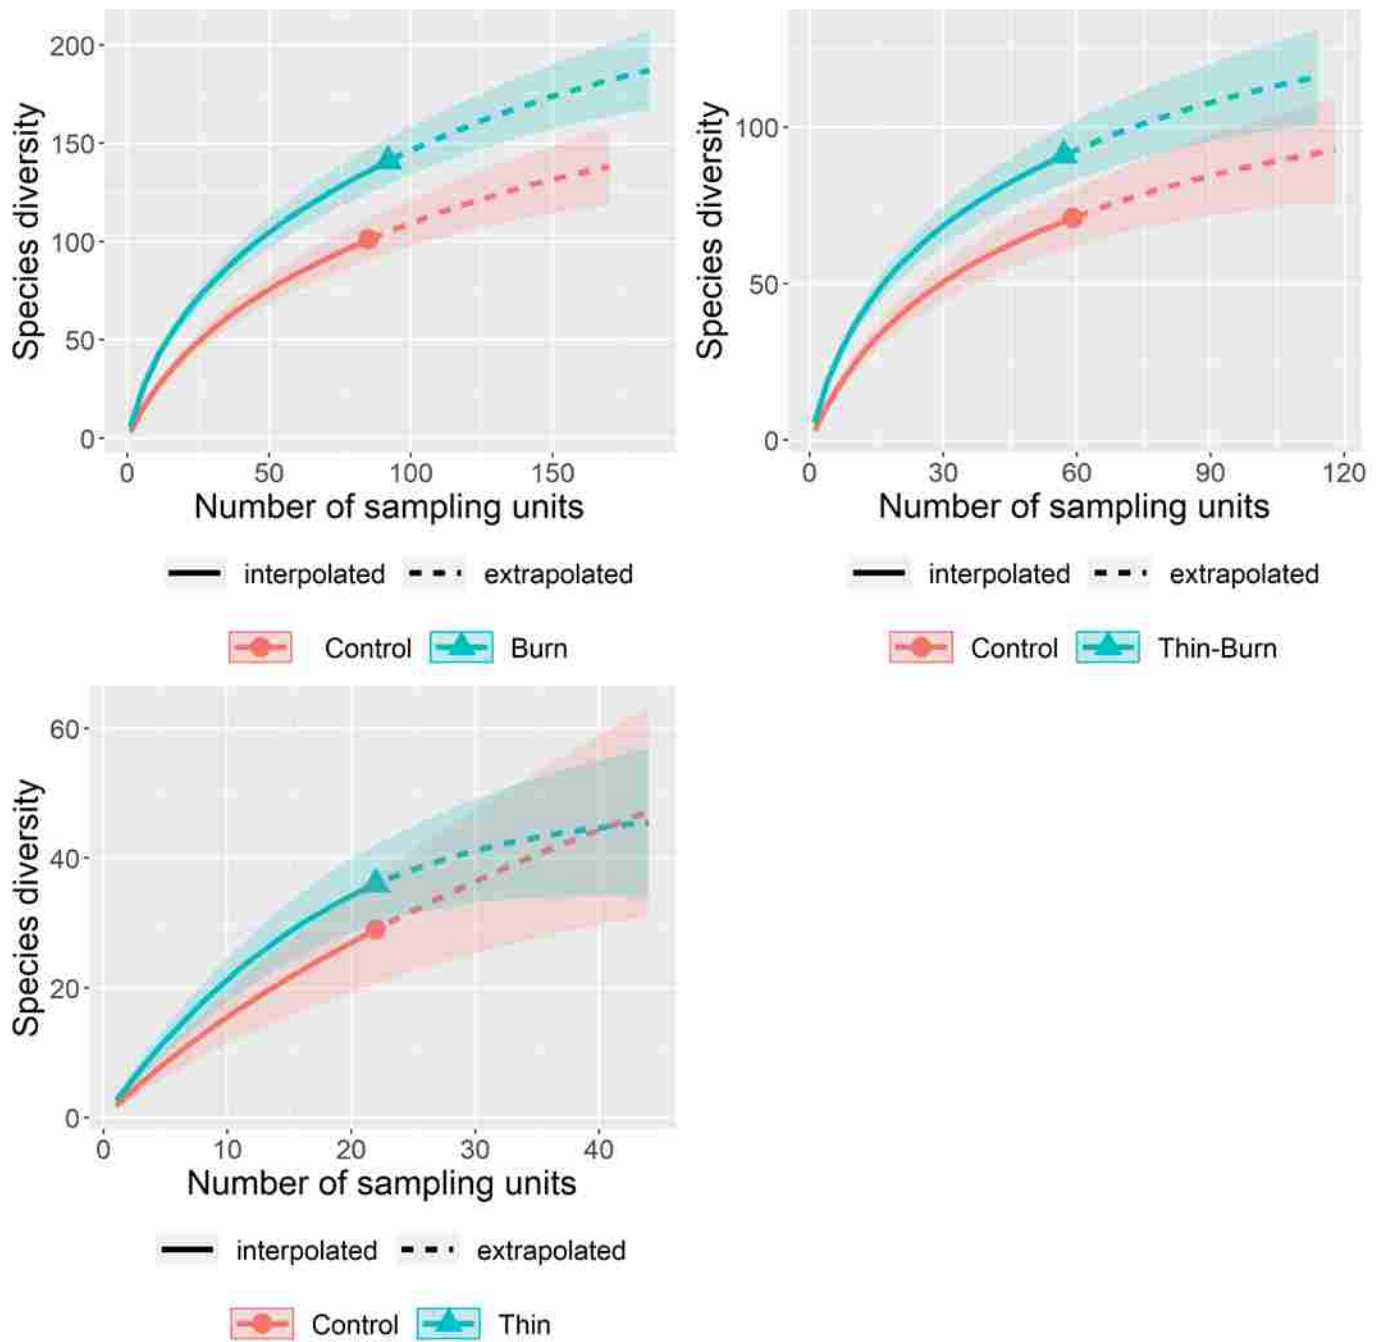 Species diversity
200
150
100
50
0
0 50 100 150
Number of sampling units
interpolated extrapolated
Control Burn
Species diversity
100
50
0
0 30 60 90 120
Number of sampling units
interpolated extrapolated
Control Thin-Burn
Species diversity
60
40
20
0
0 10 20 30 40
Number of sampling units
interpolated extrapolated
Control Thin